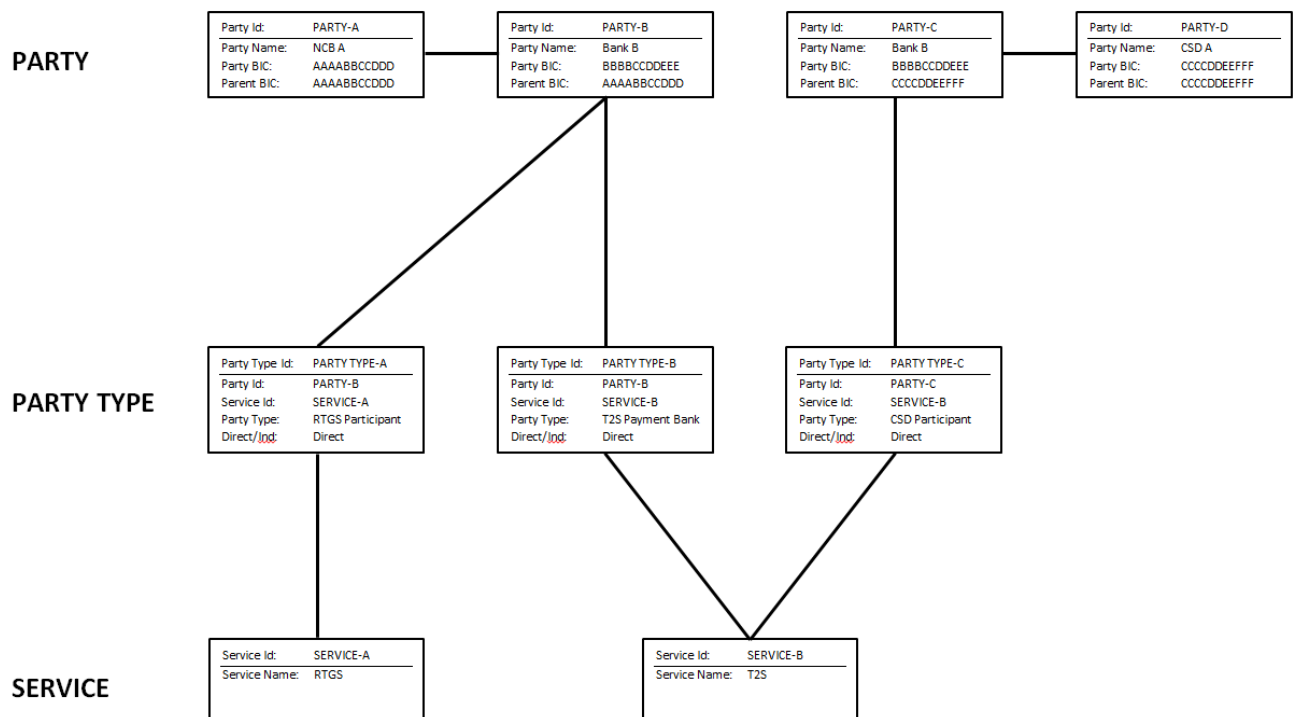 PARTY
Party Id: PARTY-A
Party Name: NCB A
Party BIC: AAAABBCCDDD
Parent BIC: AAAABBCCDDD
Party Id: PARTY-B
Party Name: Bank B
Party BIC: BBBBCCDDEEE
Parent BIC: AAAABBCCDDD
Party Id: PARTY-C
Party Name: Bank B
Party BIC: BBBBCCDDEEE
Parent BIC: CCCCDDEEFFF
Party Id: PARTY-D
Party Name: CSD A
Party BIC: CCCCDDEEFFF
Parent BIC: CCCCDDEEFFF
PARTY TYPE
Party Type Id: PARTY TYPE-A
Party Id: PARTY-B
Service Id: SERVICE-A
Party Type: RTGS Participant
Direct/Ind: Direct
Party Type Id: PARTY TYPE-B
Party Id: PARTY-B
Service Id: SERVICE-B
Party Type: T2S Payment Bank
Direct/Ind: Direct
Party Type Id: PARTY TYPE-C
Party Id: PARTY-C
Service Id: SERVICE-B
Party Type: CSD Participant
Direct/Ind: Direct
SERVICE
Service Id: SERVICE-A
Service Name: RTGS
Service Id: SERVICE-B
Service Name: T2S